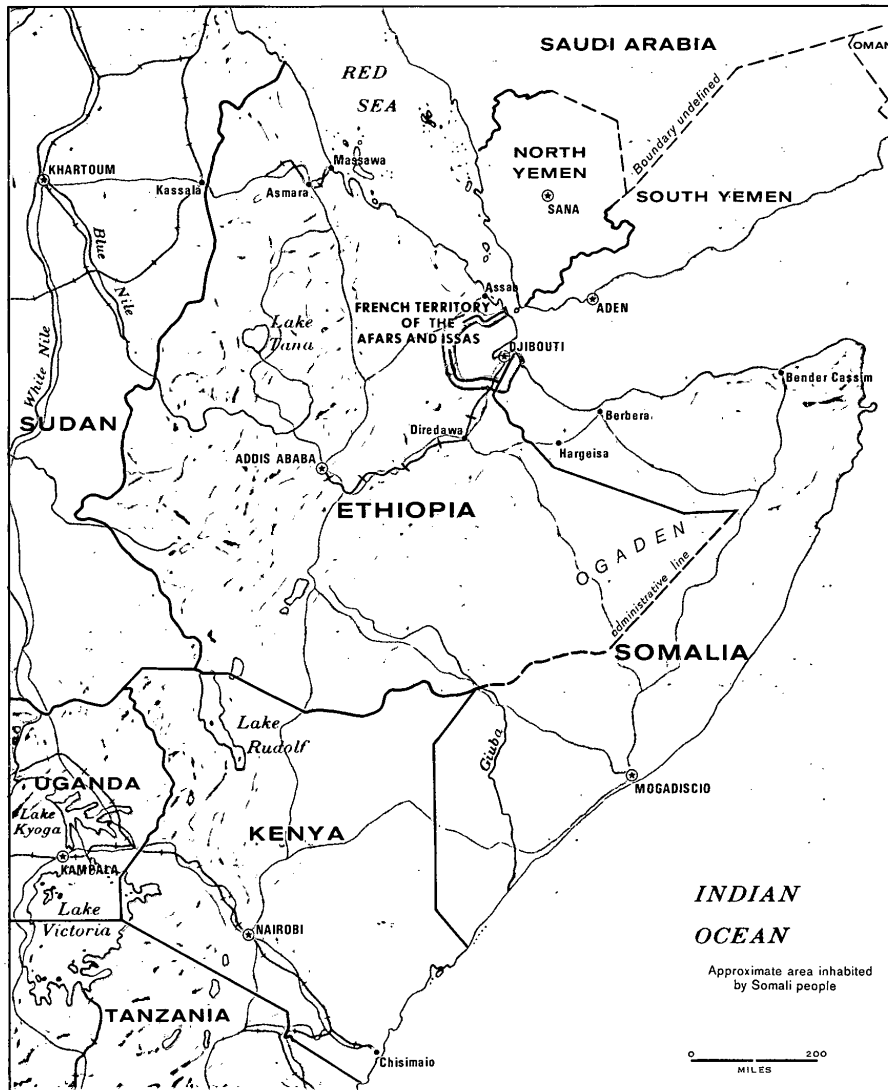 SAUDI ARABIA
OMAN
RED
SEA
Boundary undefined
NORTH
YEMEN
SANA
SOUTH YEMEN
KHARTOUM
Kassala
Asmara
Massawa
Blue
Nile
White Nile
Lake
Tana
Assab
ADEN
FRENCH TERRITORY
OF THE
AFARS AND ISSAS
DJIBOUTI
Bender Cassim
SUDAN
Diredawa
Berbera
Hargeisa
ADDIS ABABA
ETHIOPIA
OGADEN
administrative line
SOMALIA
Lake
Rudolf
Giuba
UGANDA
Lake
Kyoga
MOGADISCIO
KENYA
KAMPALA
Lake
Victoria
NAIROBI
INDIAN
OCEAN
Approximate area inhabited
by Somali people
TANZANIA
Chisimaio
0 200
MILES